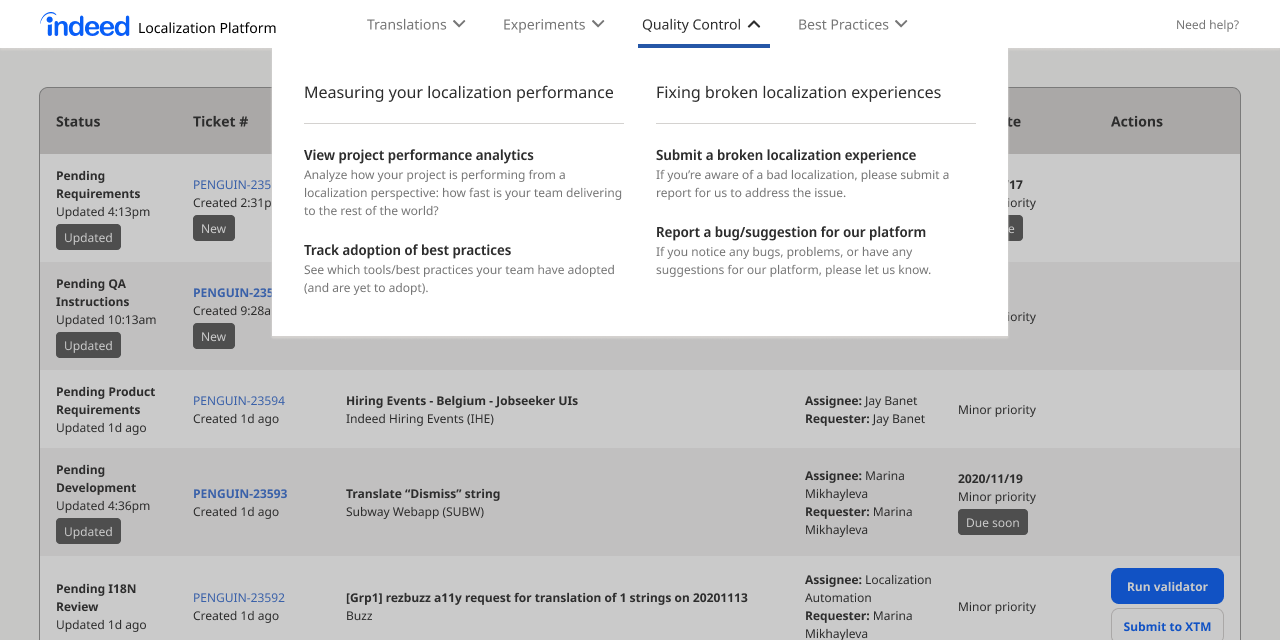 indeed Localization Platform
Translations
Experiments
Quality Control
Best Practices
Need help?
Measuring your localization performance
View project performance analytics
Analyze how your project is performing from a
localization perspective: how fast is your team delivering
to the rest of the world?
Track adoption of best practices
See which tools/best practices your team have adopted
(and are yet to adopt).
Fixing broken localization experiences
Submit a broken localization experience
If you’re aware of a bad localization, please submit a
report for us to address the issue.
Report a bug/suggestion for our platform
If you notice any bugs, problems, or have any
suggestions for our platform, please let us know.
Status
Ticket #
Actions
Pending
Requirements
Updated 4:13pm
Updated
PENGUIN-235
Created 2:31p
New
/17
Pending QA
Instructions
Updated 10:13am
Updated
PENGUIN-235
Created 9:28a
New
Pending Product
Requirements
Updated 1d ago
PENGUIN-23594
Created 1d ago
Hiring Events - Belgium - Jobseeker UIs
Indeed Hiring Events (IHE)
Assignee: Jay Banet
Requester: Jay Banet
Minor priority
Pending
Development
Updated 4:36pm
Updated
PENGUIN-23593
Created 1d ago
Translate “Dismiss” string
Subway Webapp (SUBW)
Assignee: Marina
Mikhayleva
Requester: Marina
Mikhayleva
2020/11/19
Minor priority
Due soon
Pending I18N
Review
Updated 1d ago
PENGUIN-23592
Created 1d ago
[Grp1] rezbuzz a11y request for translation of 1 strings on 20201113
Buzz
Assignee: Localization
Automation
Requester: Marina
Mikhayleva
Minor priority
Run validator
Submit to XTM